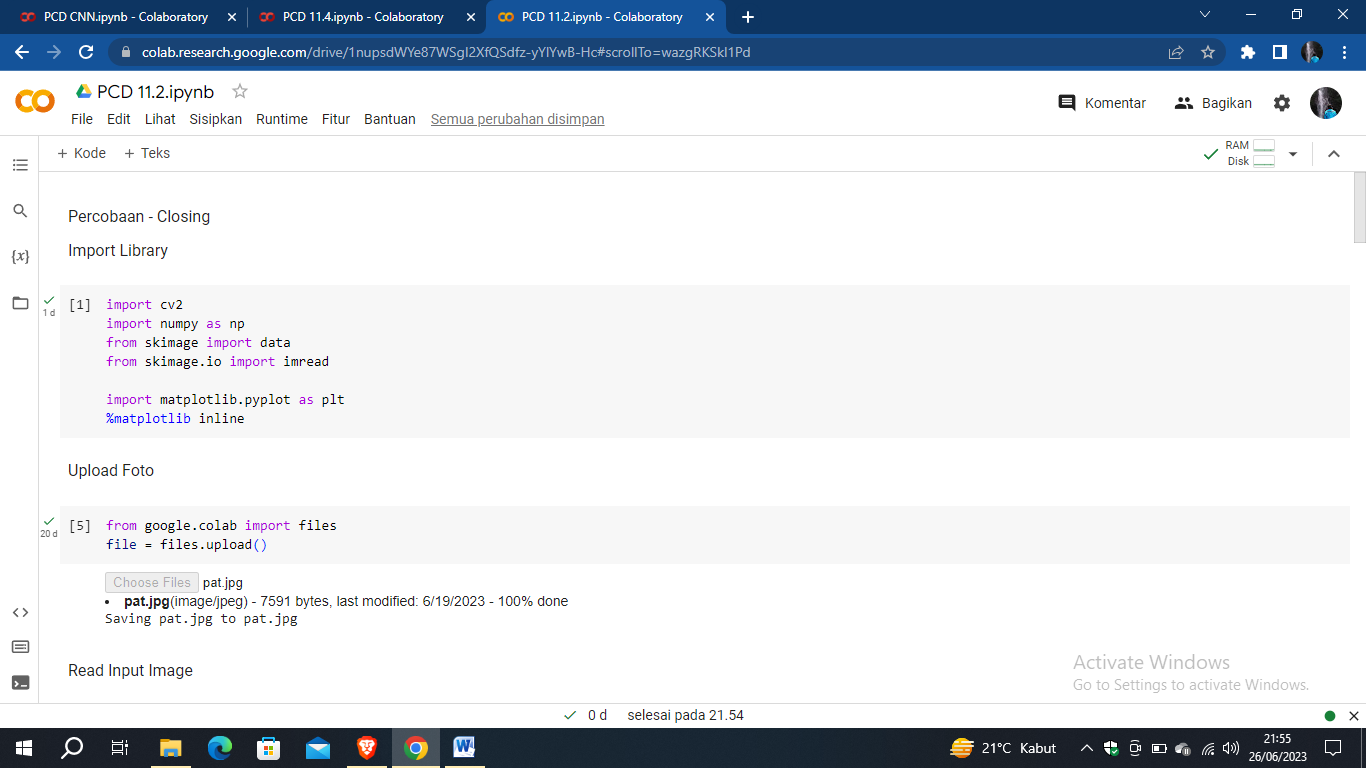 PCD CNN.ipynb - Colaboratory
PCD 11.4.ipynb - Colaboratory
PCD 11.2.ipynb - Colaboratory
colab.research.google.com/drive/1nupsdWYe87WSgI2XfQSdfz-yYlYwB-Hc#scrollTo=wazgRKSkI1Pd
PCD 11.2.ipynb
File Edit Lihat Sisipkan Runtime Fitur Bantuan Semua perubahan disimpan
Komentar
Bagikan
+ Kode + Teks
RAM
Disk
Percobaan - Closing
Import Library
[1] import cv2
1 d
import numpy as np
from skimage import data
from skimage.io import imread
import matplotlib.pyplot as plt
%matplotlib inline
Upload Foto
[5] from google.colab import files
20 d
file = files.upload()
Choose Files pat.jpg
• pat.jpg(image/jpeg) - 7591 bytes, last modified: 6/19/2023 - 100% done
Saving pat.jpg to pat.jpg
Read Input Image
Activate Windows
Go to Settings to activate Windows.
0 d selesai pada 21.54
21°C Kabut
21:55
26/06/2023